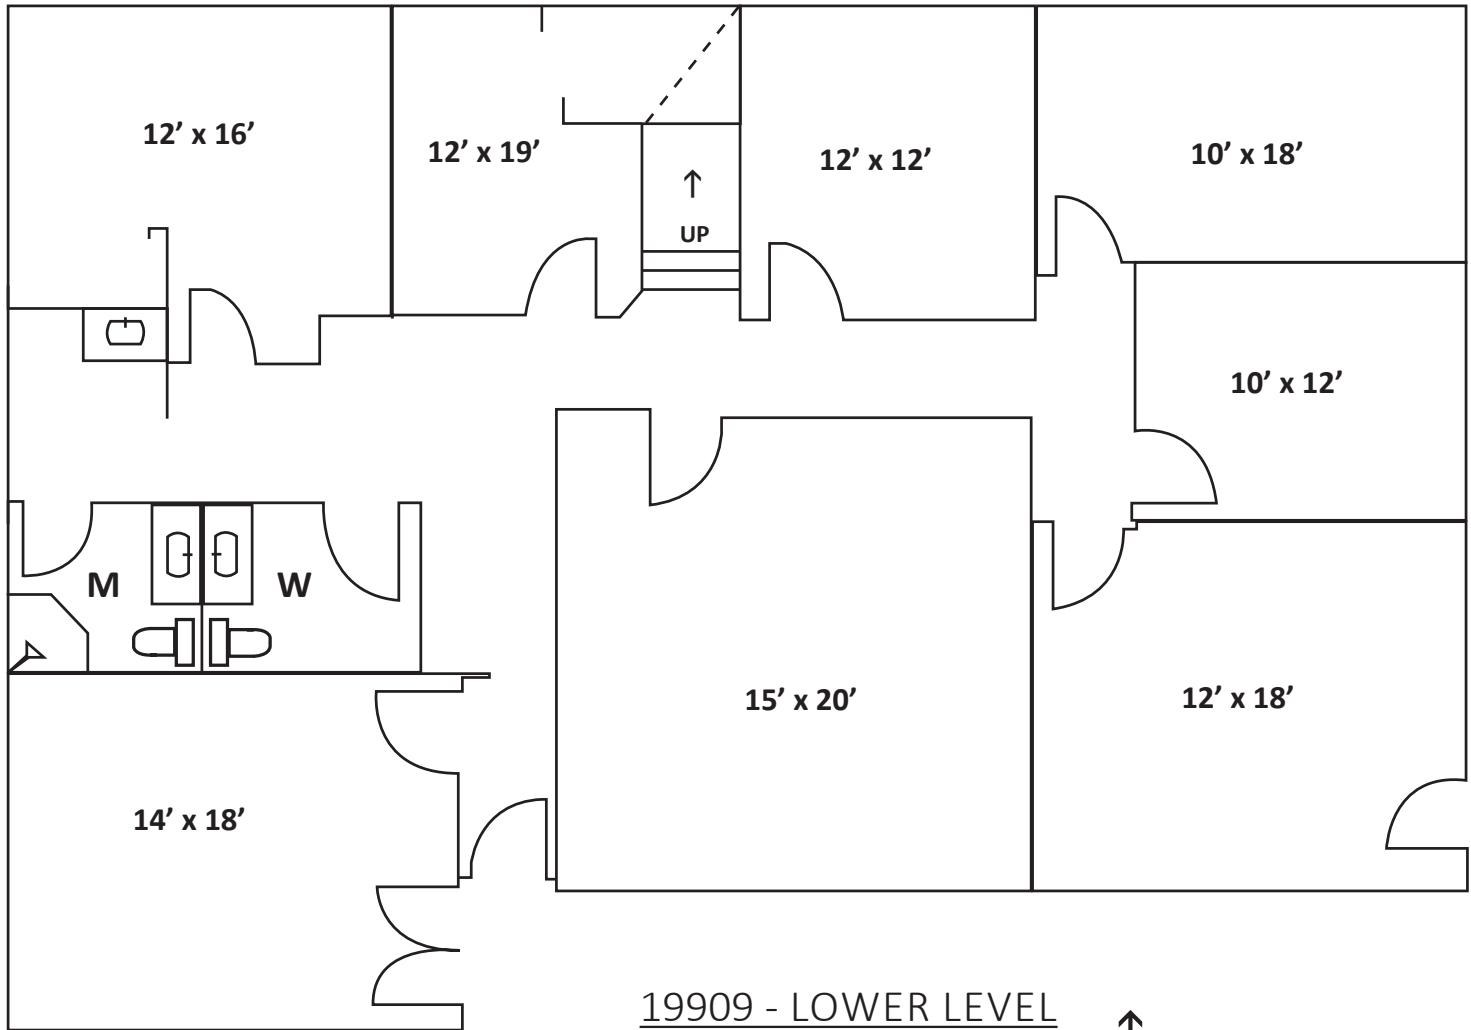 12’ x 16’
12’ x 19’
12’ x 12’
10’ x 18’
UP
10’ x 12’
M
W
15’ x 20’
12’ x 18’
14’ x 18’
19909 - LOWER LEVEL